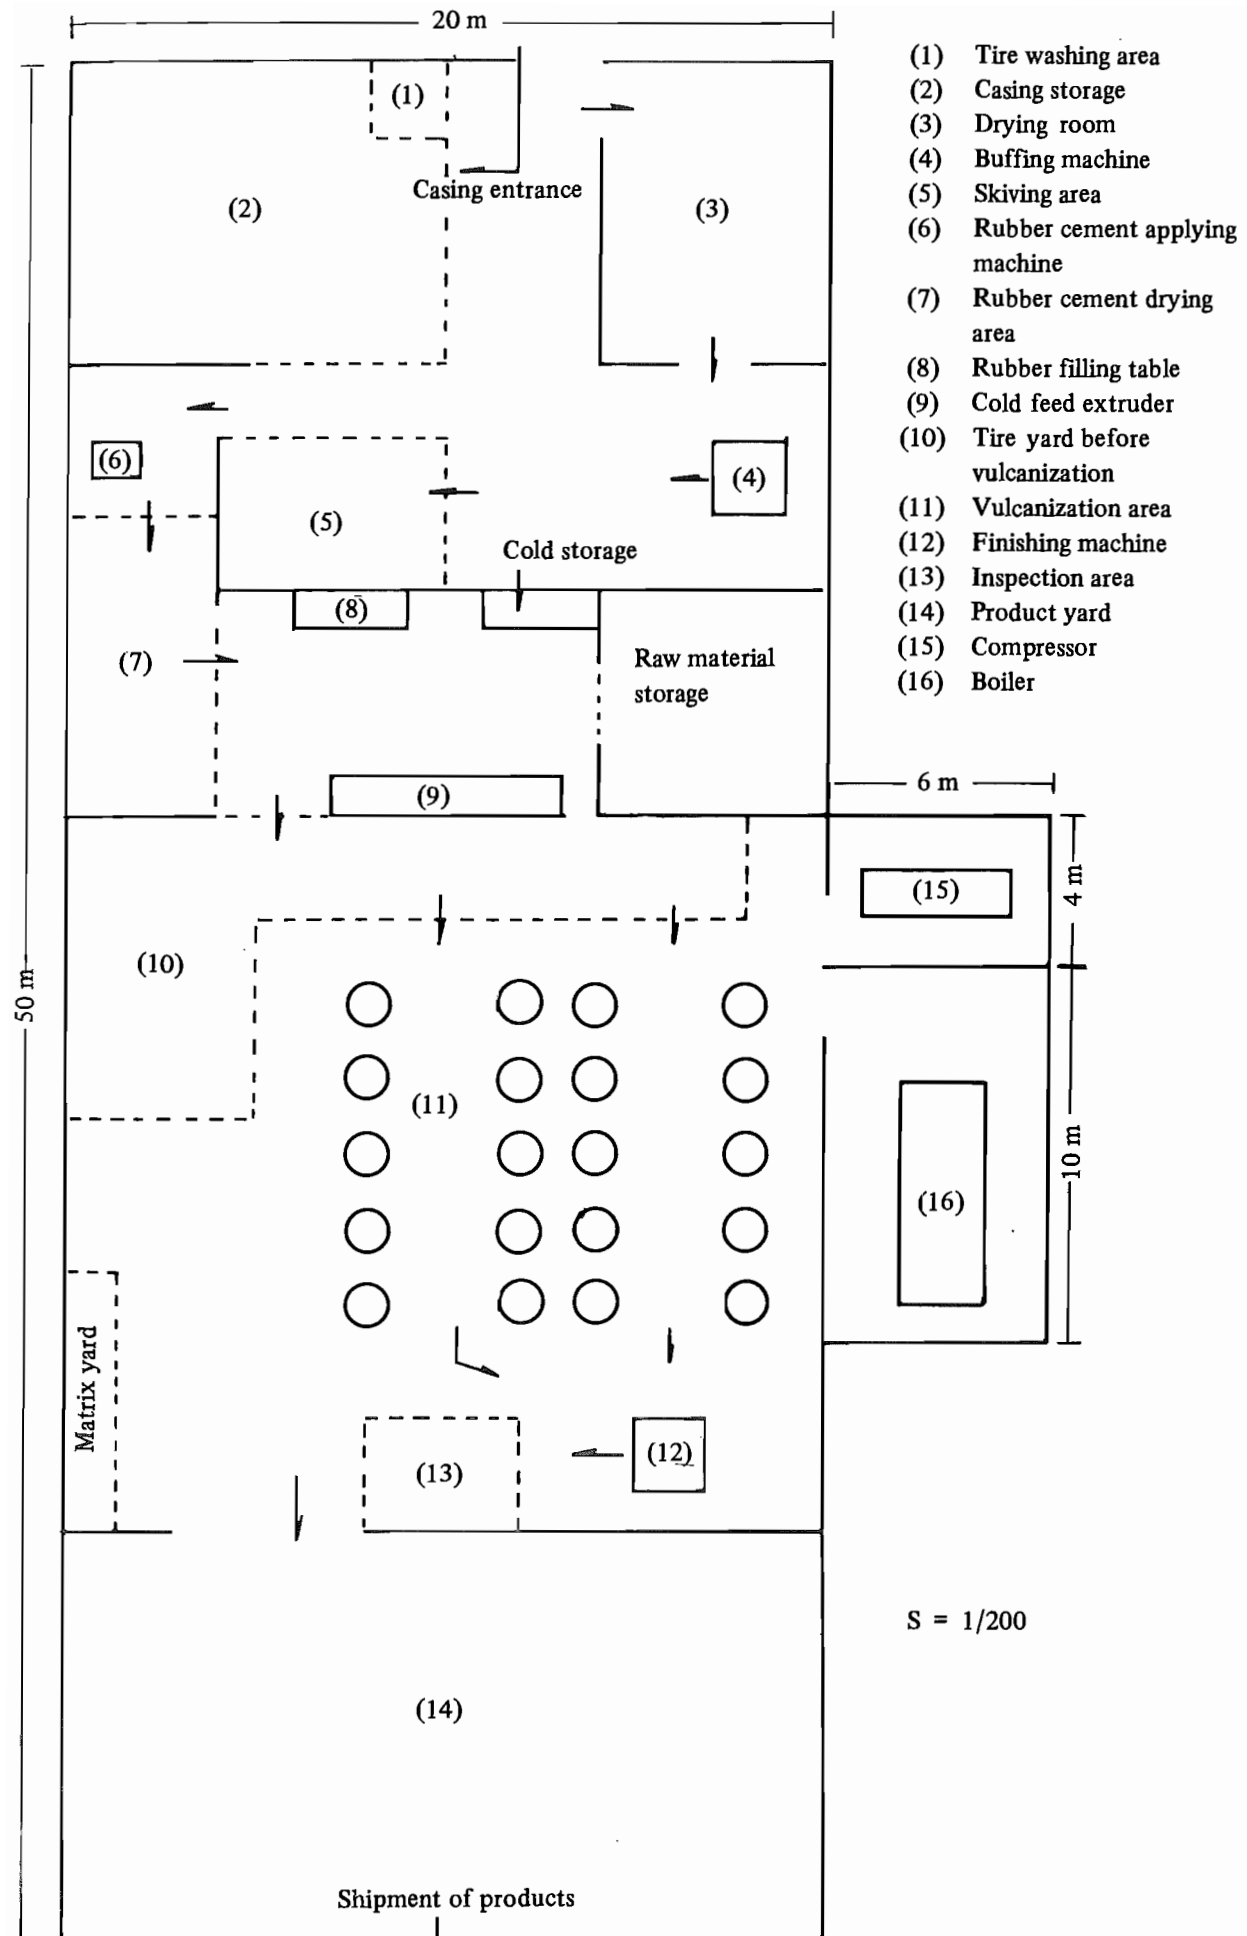 20 m
(1) Tire washing area
(2) Casing storage
(3) Drying room
(4) Buffing machine
(5) Skiving area
(6) Rubber cement applying
machine
(7) Rubber cement drying
area
(8) Rubber filling table
(9) Cold feed extruder
(10) Tire yard before
vulcanization
(11) Vulcanization area
(12) Finishing machine
(13) Inspection area
(14) Product yard
(15) Compressor
(16) Boiler
(1)
Casing entrance
(2)
(3)
(6)
(4)
(5)
Cold storage
(8)
(7)
Raw material
storage
(9)
6 m
(15)
4 m
(10)
50 m
(11)
10 m
(16)
Matrix yard
(13)
(12)
S = 1/200
(14)
Shipment of products